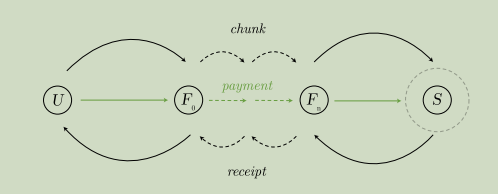 chunk
payment
U F₀ Fₙ S
receipt